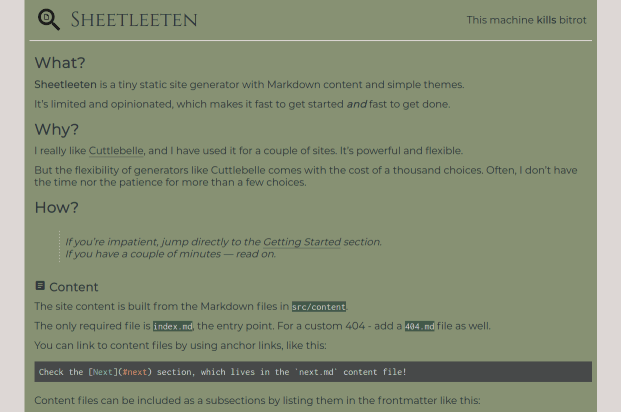 Sheetleeten
This machine kills bitrot
What?
Sheetleeten is a tiny static site generator with Markdown content and simple themes.
It's limited and opinionated, which makes it fast to get started and fast to get done.
Why?
I really like Cuttlebelle, and I have used it for a couple of sites. It's powerful and flexible.
But the flexibility of generators like Cuttlebelle comes with the cost of a thousand choices. Often, I don't have
the time nor the patience for more than a few choices.
How?
If you're impatient, jump directly to the Getting Started section.
If you have a couple of minutes — read on.
Content
The site content is built from the Markdown files in src/content
The only required file is index.md, the entry point. For a custom 404 - add a 404.md file as well.
You can link to content files by using anchor links, like this:
Check the [Next](#next) section, which lives in the `next.md` content file!
Content files can be included as a subsections by listing them in the frontmatter like this: